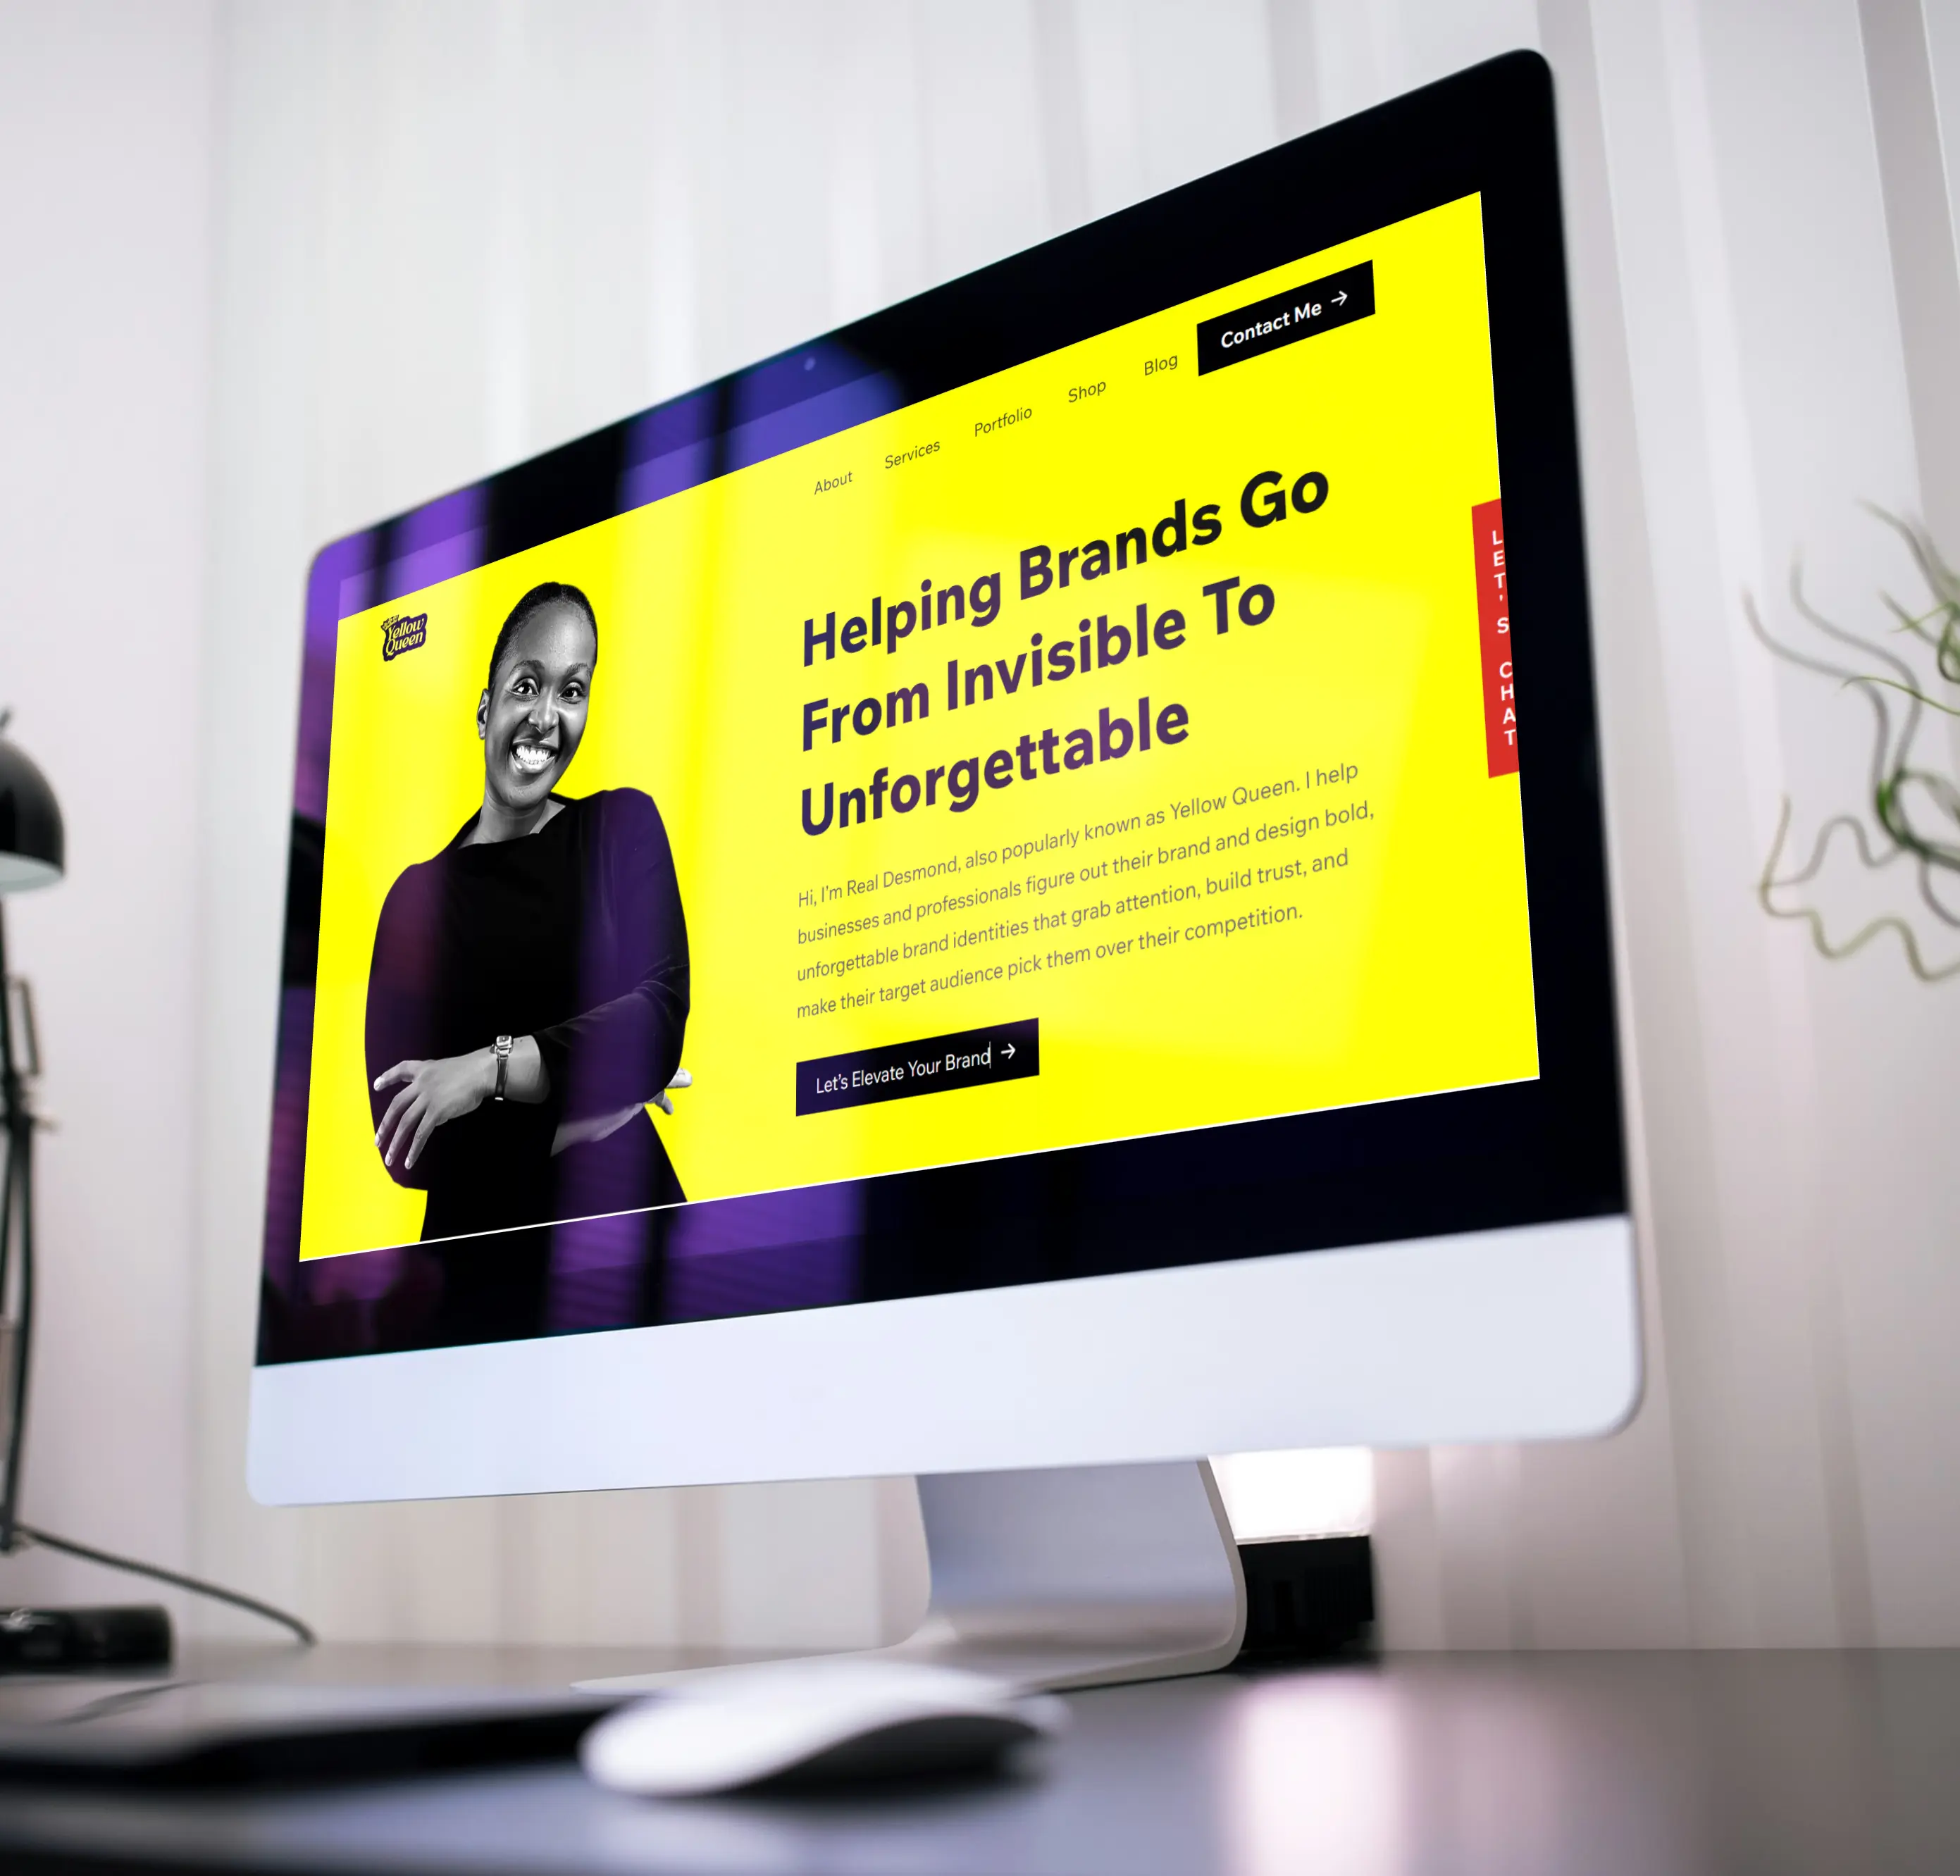 Contact Me →
About Services Portfolio Shop Blog
Yellow
Queen
Helping Brands Go
From Invisible To
Unforgettable
Hi, I'm Real Desmond, also popularly known as Yellow Queen. I help
businesses and professionals figure out their brand and design bold,
unforgettable brand identities that grab attention, build trust, and
make their target audience pick them over their competition.
Let's Elevate Your Brand →
LET'S CHAT